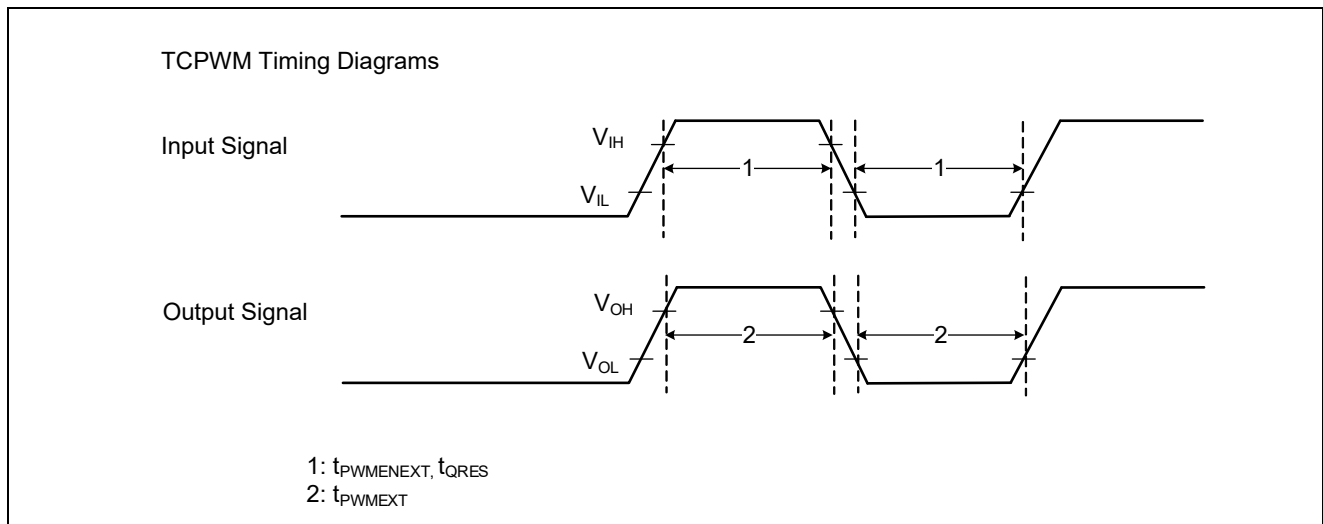 TCPWM Timing Diagrams
Input Signal
VIH
VIL
1
1
Output Signal
VOH
VOL
2
2
1: tPWMENEXT, tQRES
2: tPWMEXT